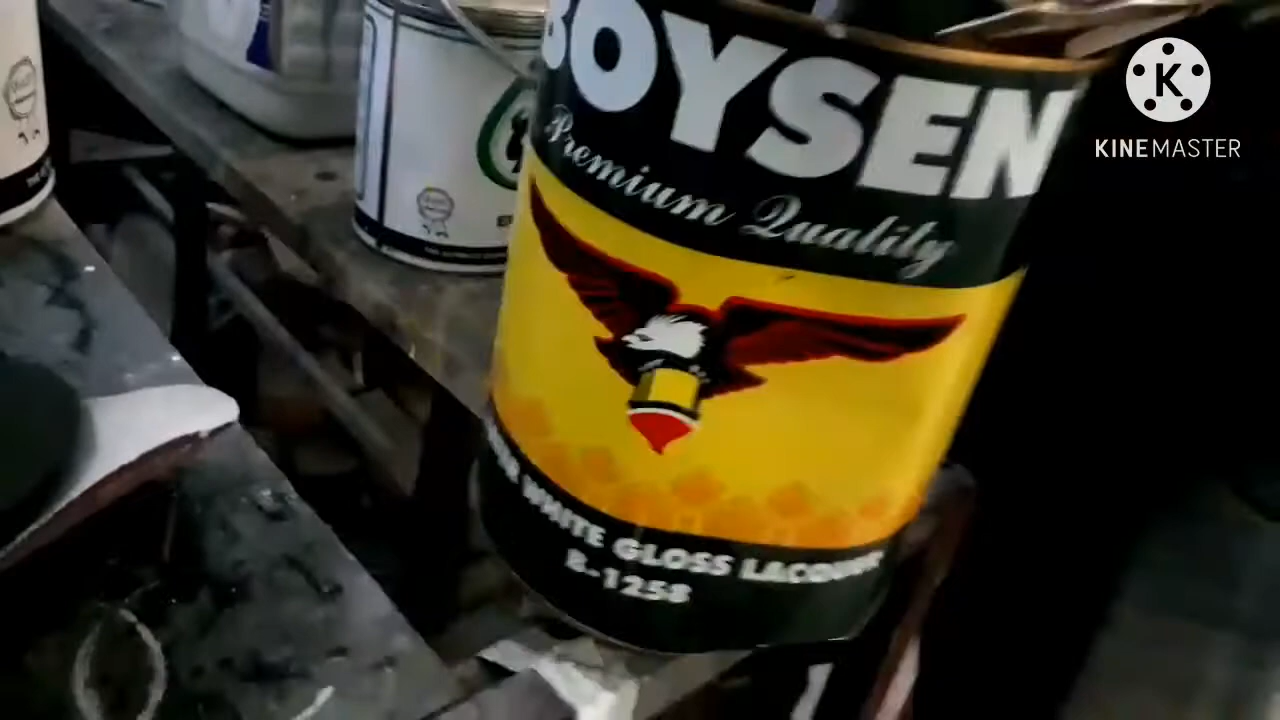 BOYSEN
Premium Quality
WHITE GLOSS LACQUER
R-1258
K
KINEMASTER